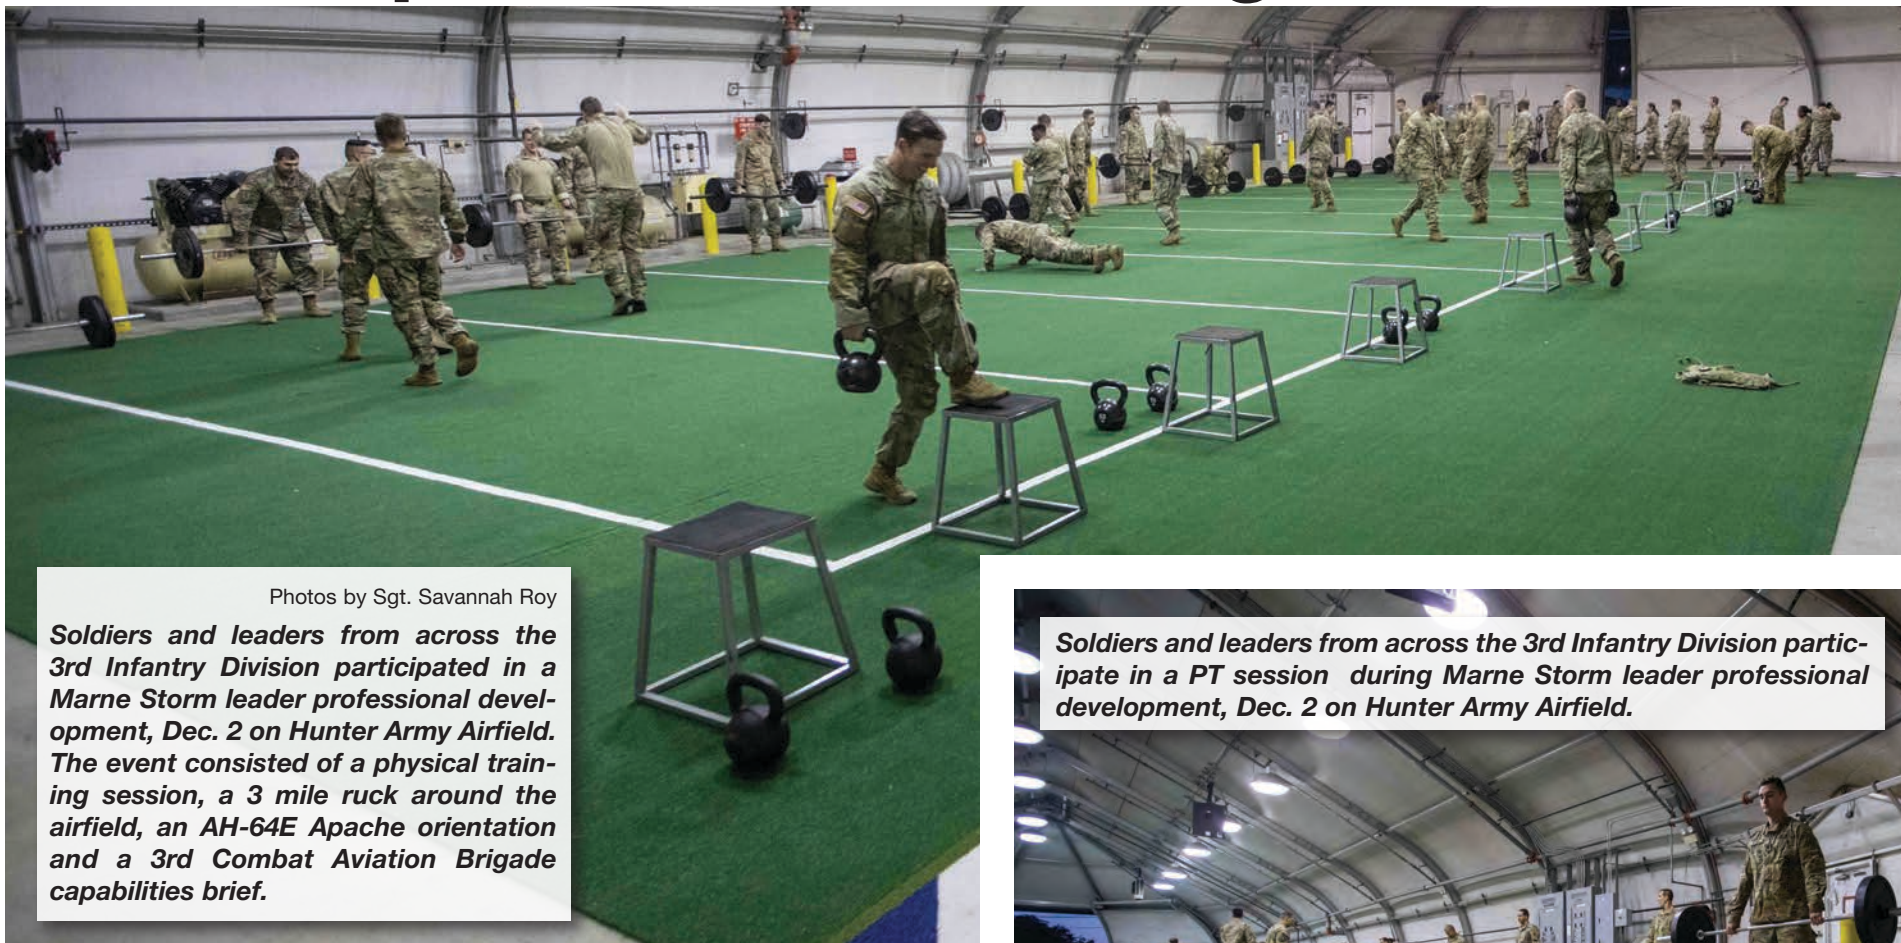 Photos by Sgt. Savannah Roy
Soldiers and leaders from across the
3rd Infantry Division participated in a
Marne Storm leader professional devel-
opment, Dec. 2 on Hunter Army Airfield.
The event consisted of a physical train-
ing session, a 3 mile ruck around the
airfield, an AH-64E Apache orientation
and a 3rd Combat Aviation Brigade
capabilities brief.
Soldiers and leaders from across the 3rd Infantry Division partic-
ipate in a PT session during Marne Storm leader professional
development, Dec. 2 on Hunter Army Airfield.